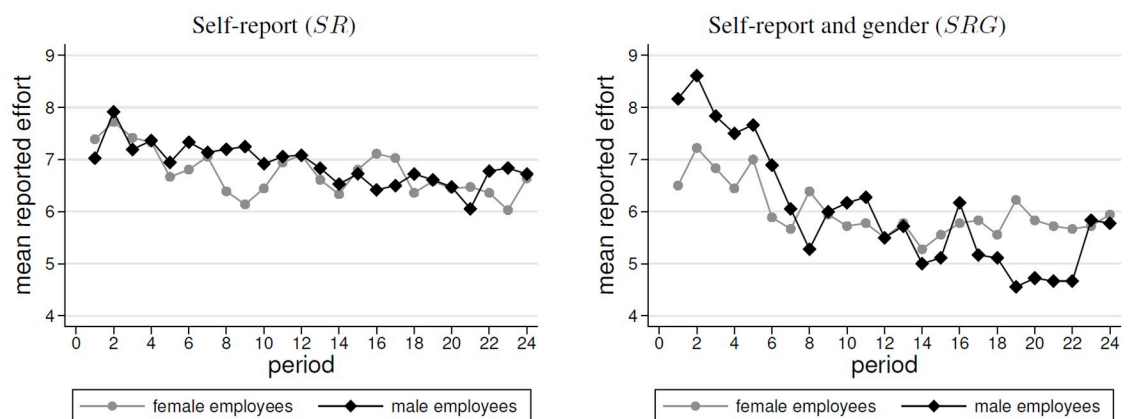 Self-report (SR)
mean reported effort
9
8
7
6
5
4
0 2 4 6 8 10 12 14 16 18 20 22 24
period
female employees male employees
Self-report and gender (SRG)
mean reported effort
9
8
7
6
5
4
0 2 4 6 8 10 12 14 16 18 20 22 24
period
female employees male employees